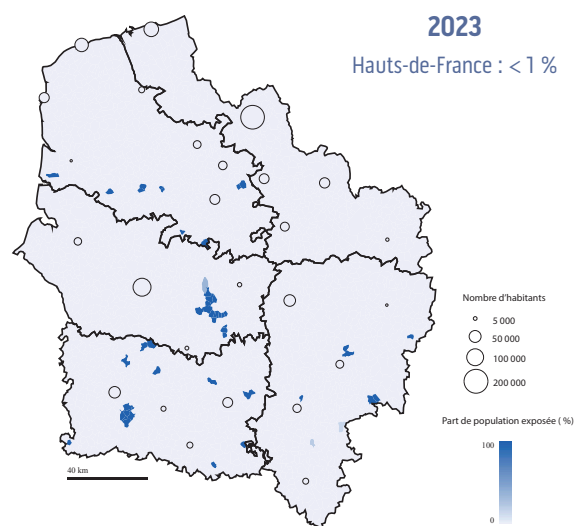 2023
Hauts-de-France : < 1 %
Nombre d'habitants
5 000
50 000
100 000
200 000
Part de population exposée ( %)
100
0
40 km